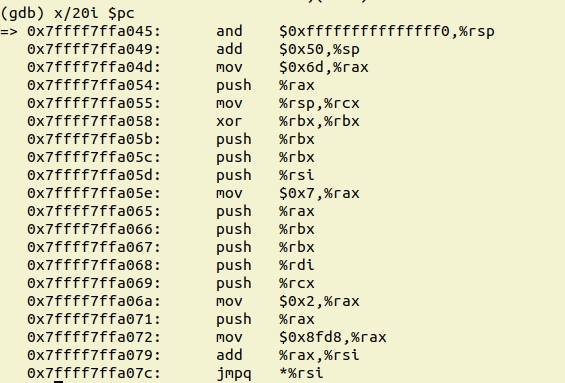 (gdb) x/20i $pc
=> 0x7ffff7ffa045: and $0xfffffffffffffff0,%rsp
0x7ffff7ffa049: add $0x50,%sp
0x7ffff7ffa04d: mov $0x6d,%rax
0x7ffff7ffa054: push %rax
0x7ffff7ffa055: mov %rsp,%rcx
0x7ffff7ffa058: xor %rbx,%rbx
0x7ffff7ffa05b: push %rbx
0x7ffff7ffa05c: push %rbx
0x7ffff7ffa05d: push %rsi
0x7ffff7ffa05e: mov $0x7,%rax
0x7ffff7ffa065: push %rax
0x7ffff7ffa066: push %rbx
0x7ffff7ffa067: push %rbx
0x7ffff7ffa068: push %rdi
0x7ffff7ffa069: push %rcx
0x7ffff7ffa06a: mov $0x2,%rax
0x7ffff7ffa071: push %rax
0x7ffff7ffa072: mov $0x8fd8,%rax
0x7ffff7ffa079: add %rax,%rsi
0x7ffff7ffa07c: jmpq *%rsi